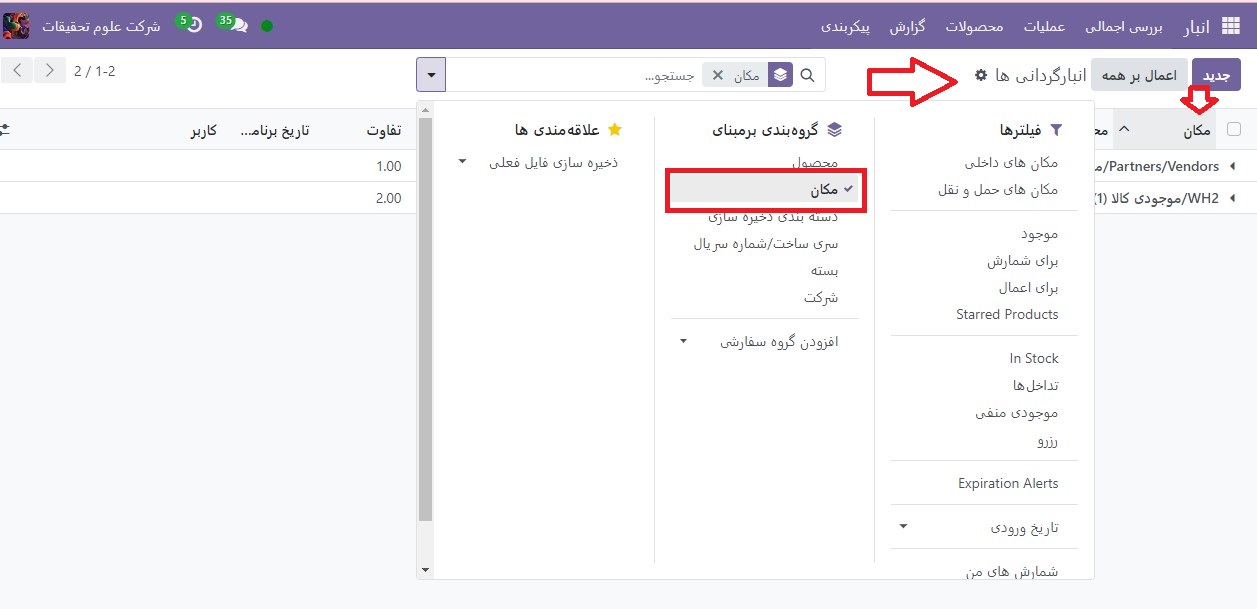 انبار
بررسی اجمالی
عملیات
محصولات
گزارش
پیکربندی
35
5
شرکت علوم تحقیقات
جدید
اعمال بر همه
انبارگردانی ها
مکان
جستجو...
1-2 / 2
مکان
تفاوت
تاریخ برنامه...
کاربر
Partners/Vendors
1.00
WH2/موجودی کالا (1)
2.00
فیلترها
مکان های داخلی
مکان های حمل و نقل
موجود
برای شمارش
برای اعمال
Starred Products
In Stock
تداخل‌ها
موجودی منفی
رزرو
Expiration Alerts
تاریخ ورودی
شمارش های من
گروه‌بندی برمبنای
محصول
مکان
دسته بندی ذخیره سازی
سری ساخت/شماره سریال
بسته
شرکت
افزودن گروه سفارشی
علاقه‌مندی ها
ذخیره سازی فایل فعلی